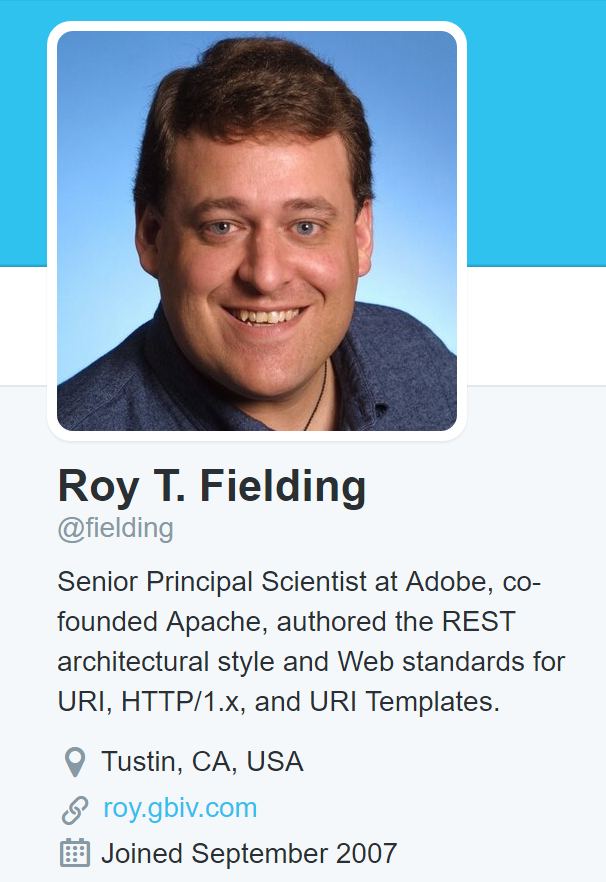 Roy T. Fielding
@fielding
Senior Principal Scientist at Adobe, co-
founded Apache, authored the REST
architectural style and Web standards for
URI, HTTP/1.x, and URI Templates.
Tustin, CA, USA
roy.gbiv.com
Joined September 2007